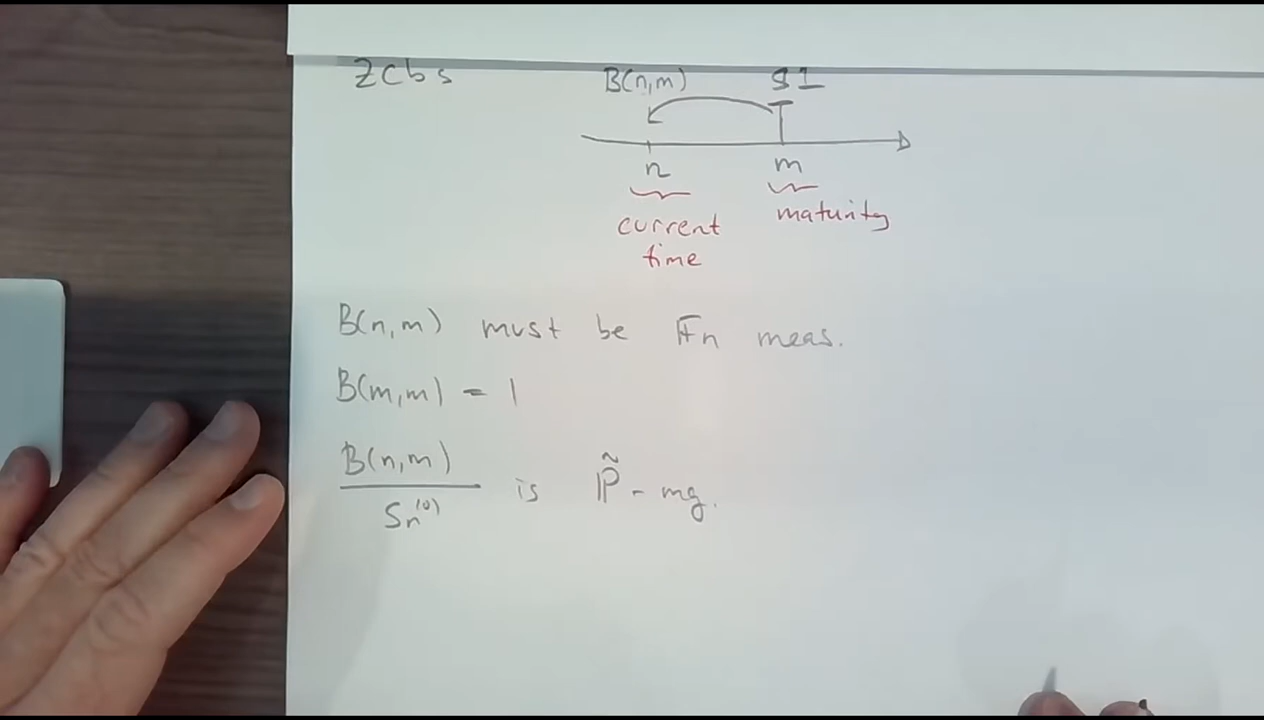 Zcbs
B(n,m) $1
n m
current maturity
time
B(n,m) must be Fn meas.
B(m,m) = 1
B(n,m)
Sn(0) is P̃ - mg.